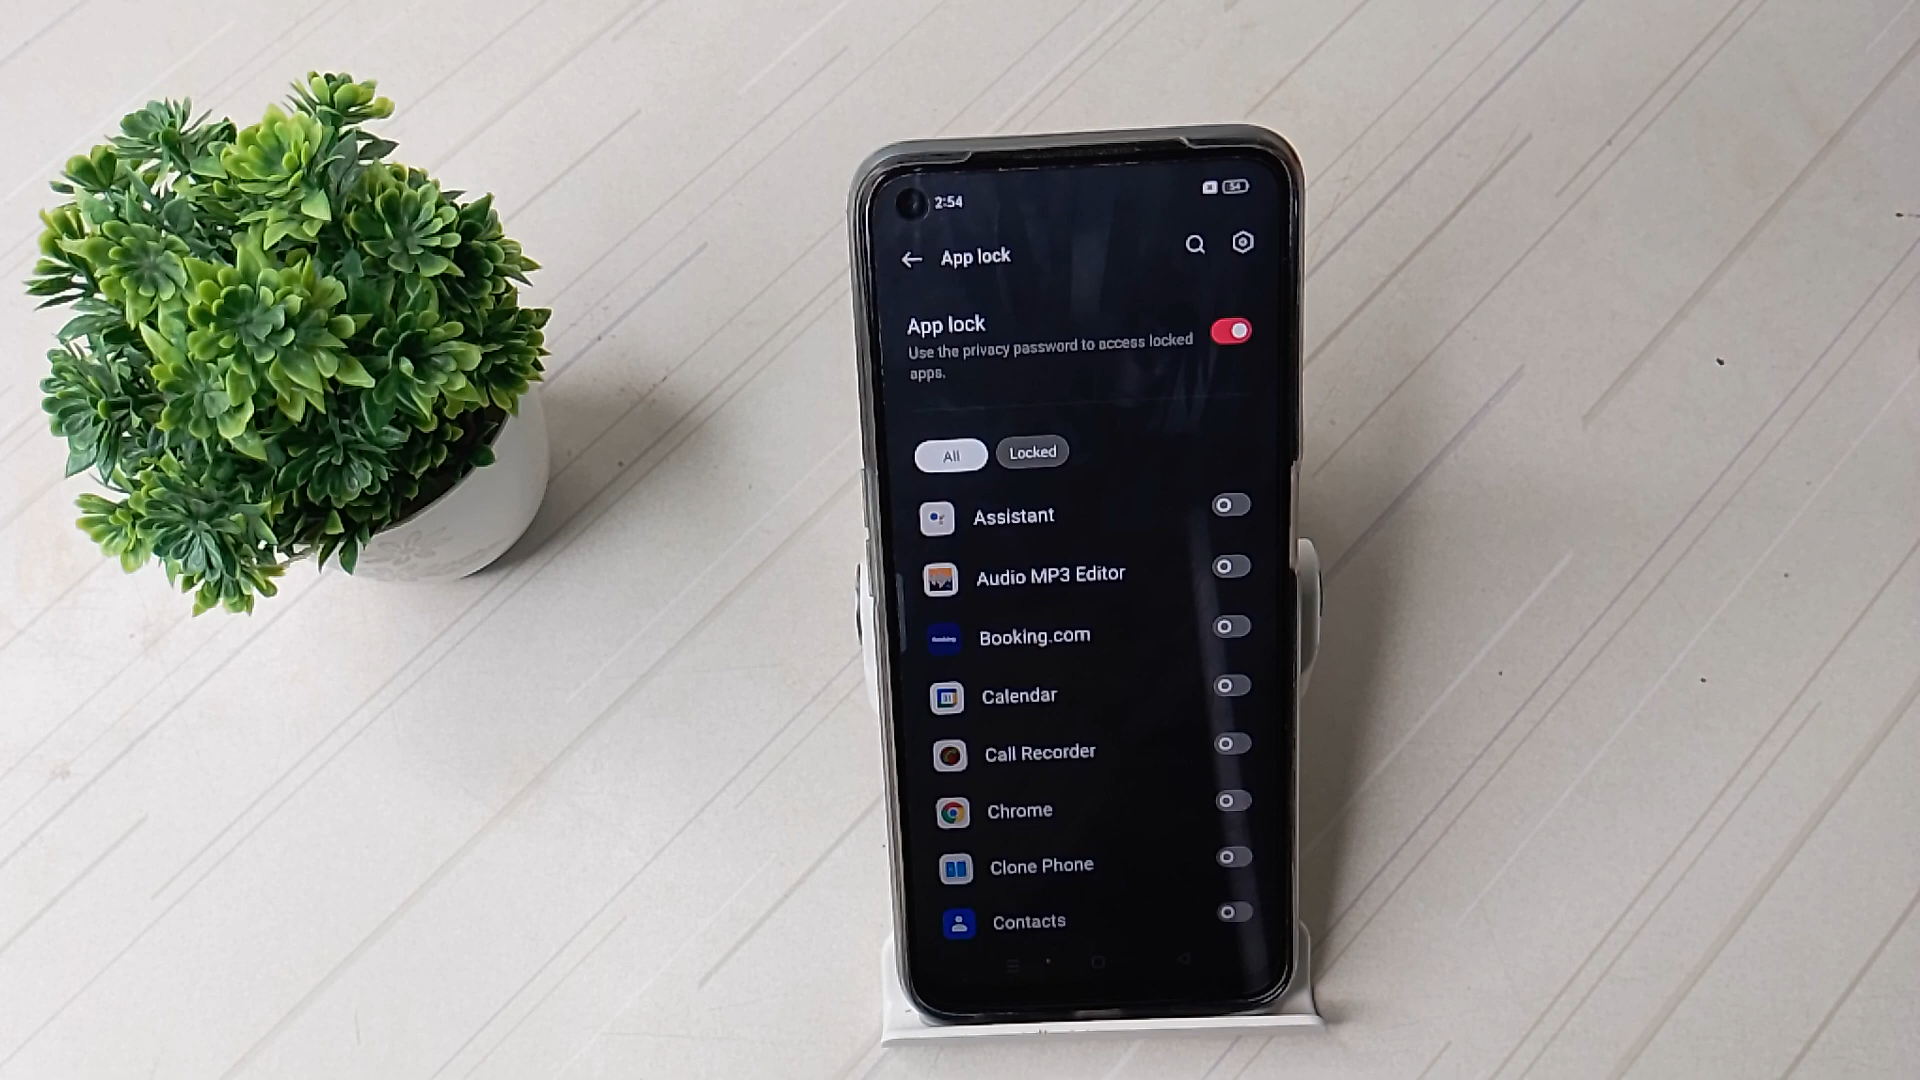 2:54
54
App lock
App lock
Use the privacy password to access locked
apps.
All
Locked
Assistant
Audio MP3 Editor
Booking.com
Calendar
Call Recorder
Chrome
Clone Phone
Contacts